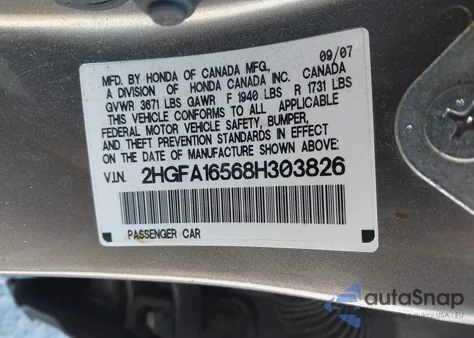 MFD. BY HONDA OF CANADA MFG. 09/07
A DIVISION OF HONDA CANADA INC. CANADA
GVWR 3671 LBS GAWR F 1940 LBS R 1731 LBS
THIS VEHICLE CONFORMS TO ALL APPLICABLE
FEDERAL MOTOR VEHICLE SAFETY, BUMPER,
AND THEFT PREVENTION STANDARDS IN EFFECT
ON THE DATE OF MANUFACTURE SHOWN ABOVE:
V.I.N. 2HGFA16568H303826
PASSENGER CAR
autoSnap